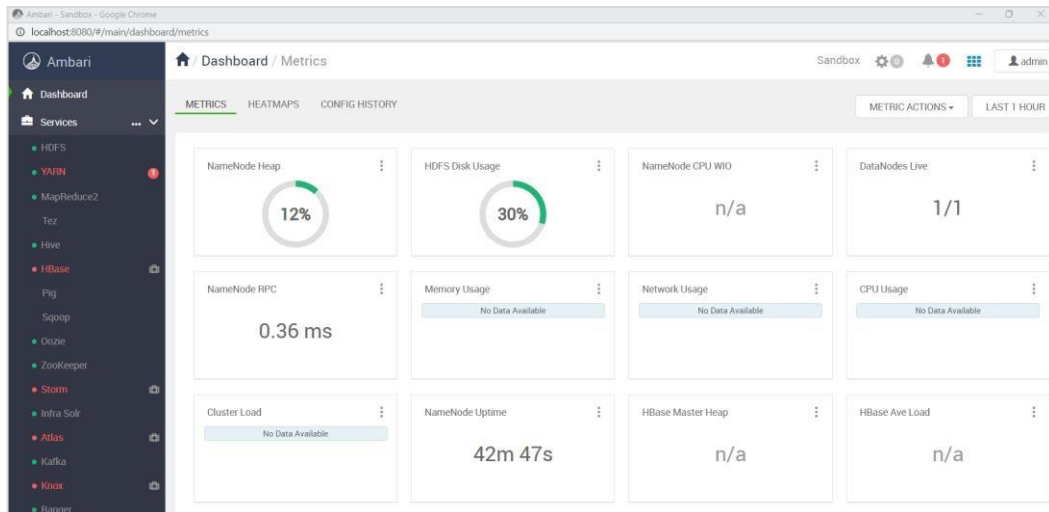 Ambari - Sandbox - Google Chrome
localhost:8080/#/main/dashboard/metrics
Ambari
/ Dashboard / Metrics
Sandbox
0
1
admin
Dashboard
Services
...
HDFS
YARN
1
MapReduce2
Tez
Hive
HBase
Pig
Sqoop
Oozie
ZooKeeper
Storm
Infra Solr
Atlas
Kafka
Knox
Ranger
METRICS
HEATMAPS
CONFIG HISTORY
METRIC ACTIONS
LAST 1 HOUR
NameNode Heap
12%
HDFS Disk Usage
30%
NameNode CPU WIO
n/a
DataNodes Live
1/1
NameNode RPC
0.36 ms
Memory Usage
No Data Available
Network Usage
No Data Available
CPU Usage
No Data Available
Cluster Load
No Data Available
NameNode Uptime
42m 47s
HBase Master Heap
n/a
HBase Ave Load
n/a